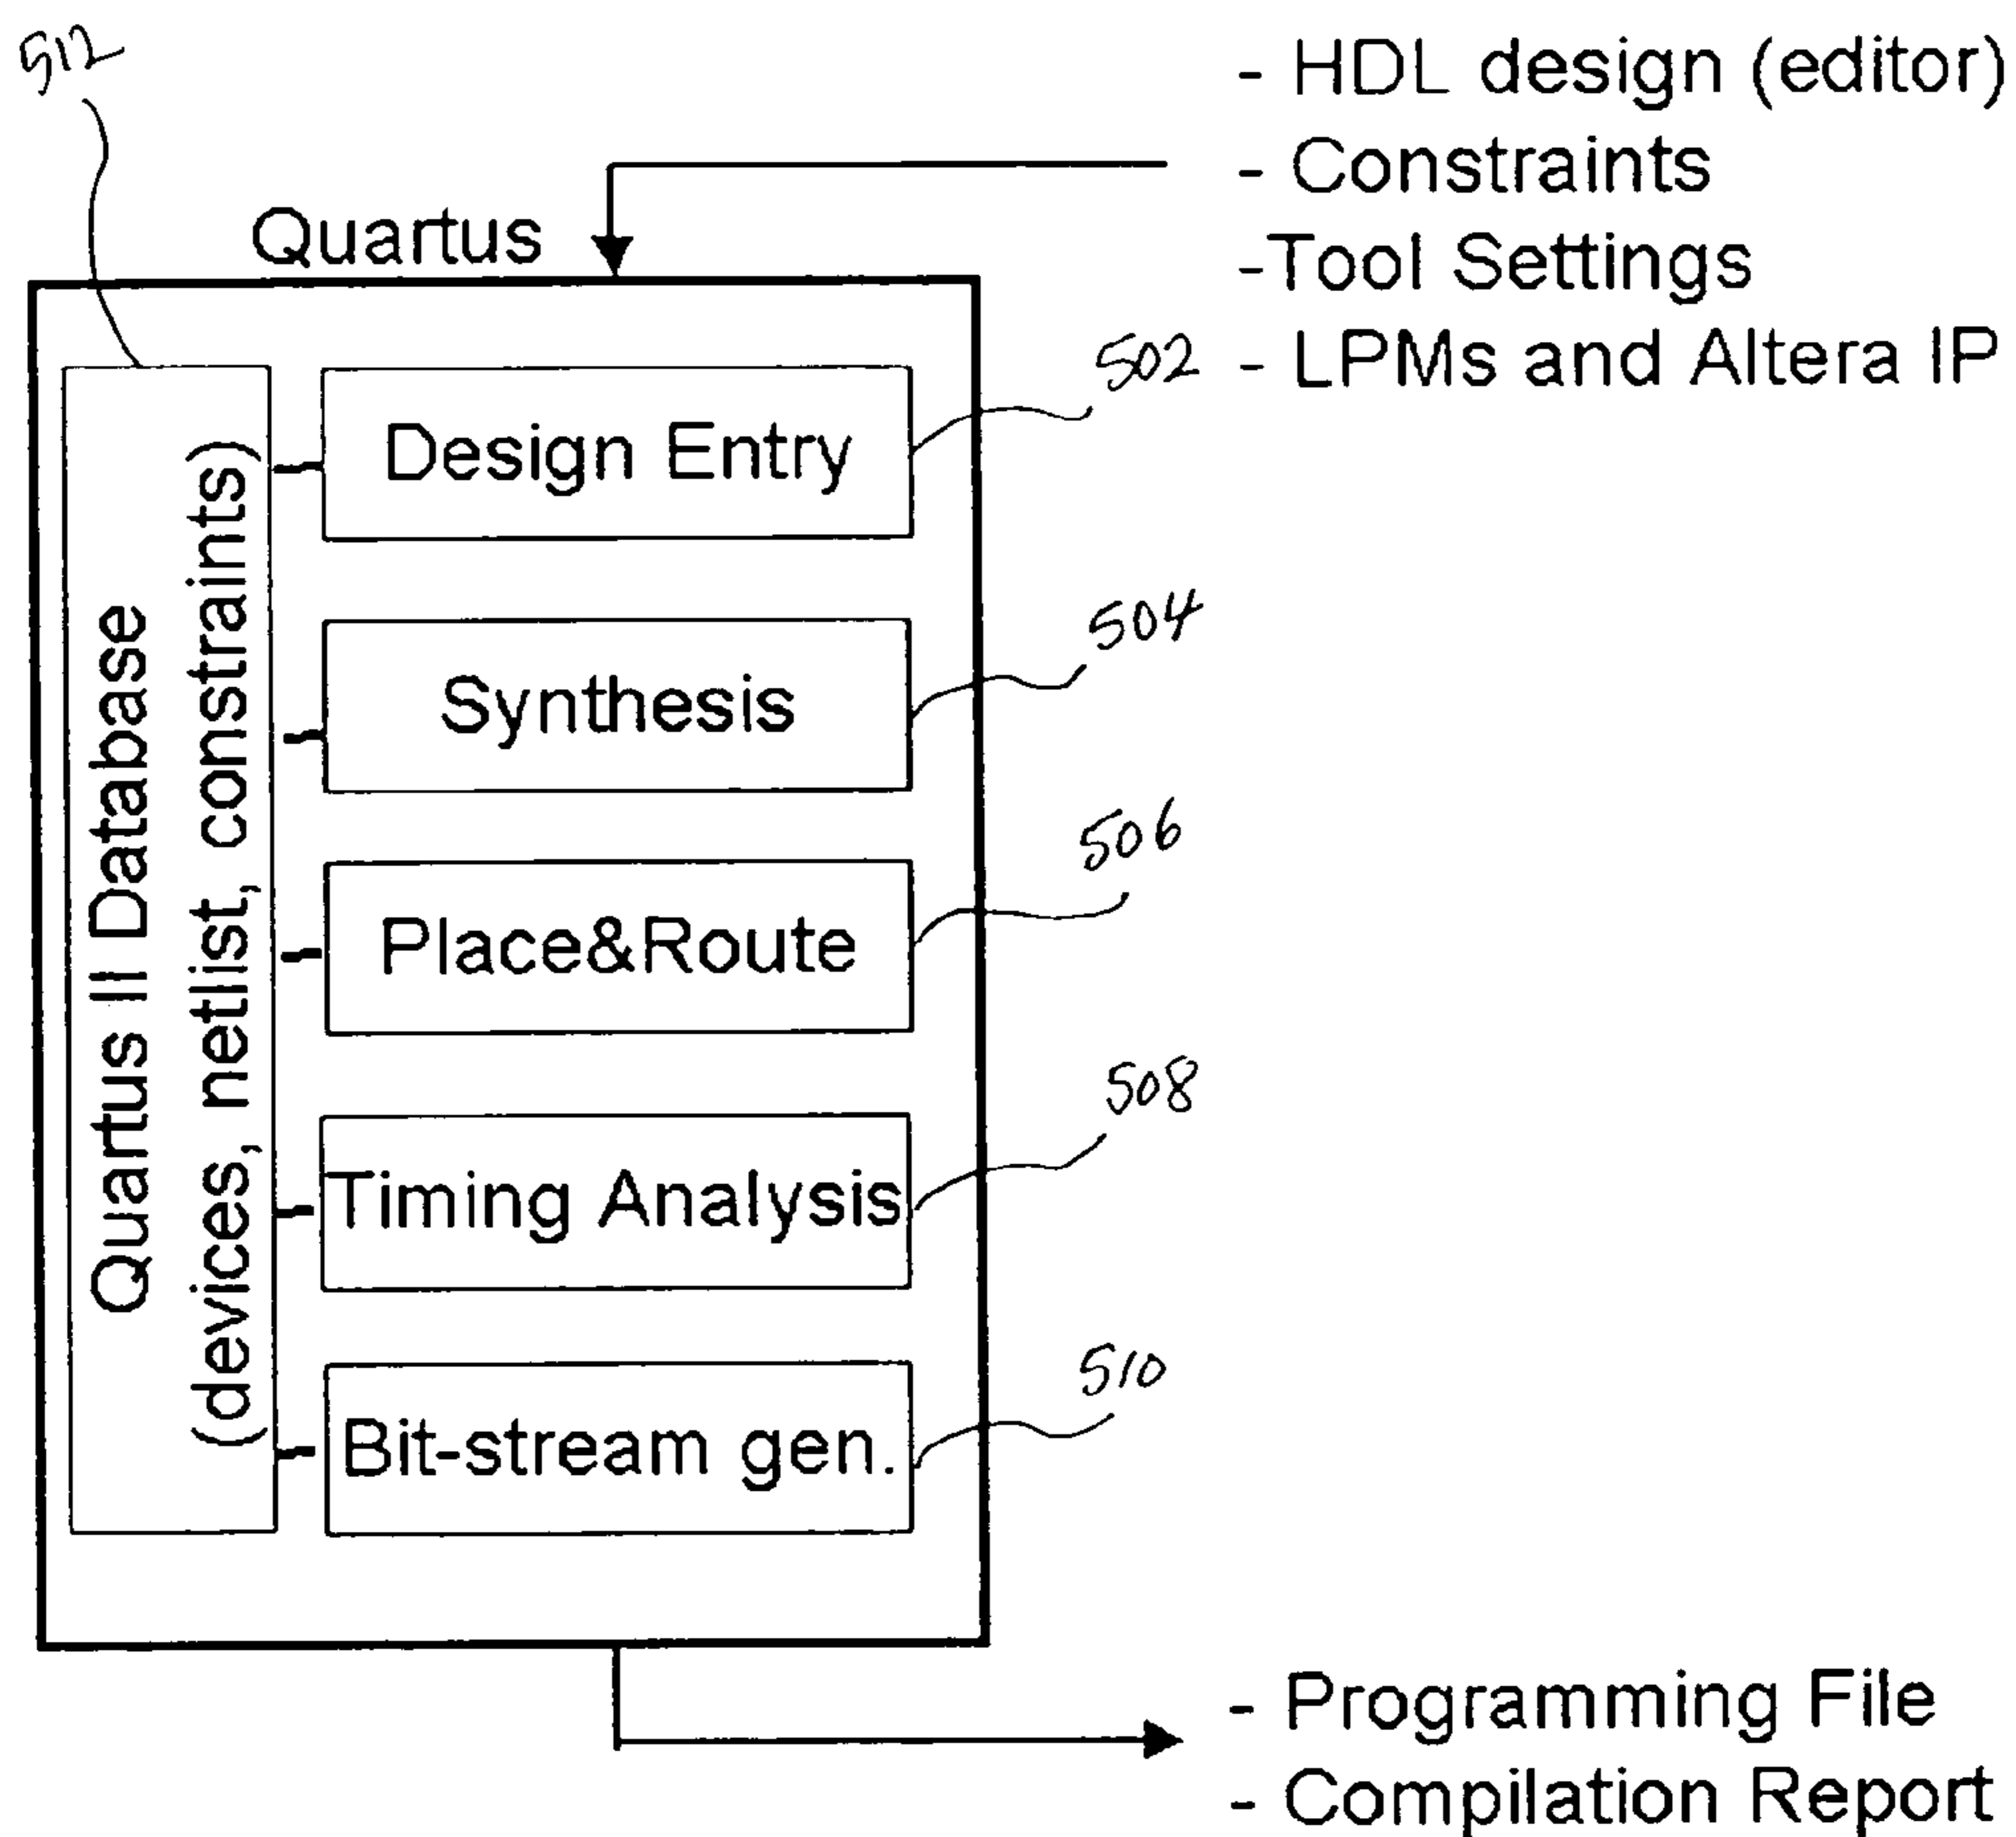 512
- HDL design (editor)
- Constraints
-Tool Settings
- LPMs and Altera IP
Quartus
Quartus II Database
(devices, netlist, constraints)
Design Entry
502
Synthesis
504
Place&Route
506
Timing Analysis
508
Bit-stream gen.
510
- Programming File
- Compilation Report